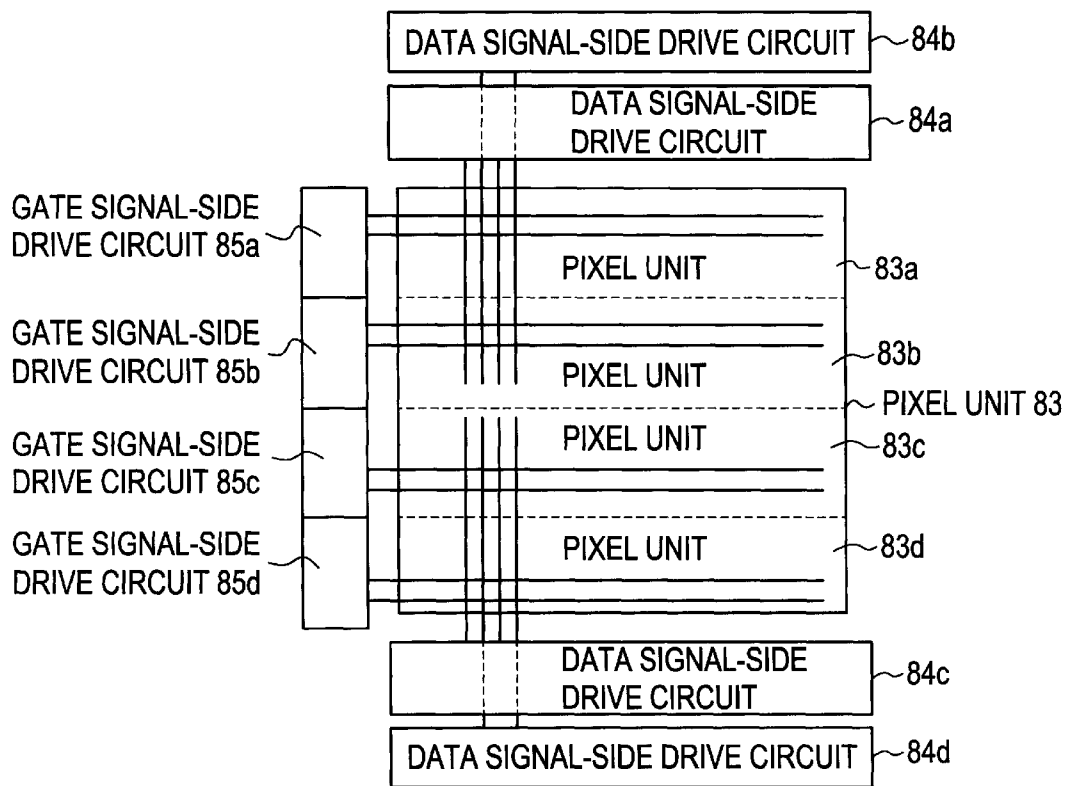 DATA SIGNAL-SIDE DRIVE CIRCUIT
84b
DATA SIGNAL-SIDE
DRIVE CIRCUIT
84a
GATE SIGNAL-SIDE
DRIVE CIRCUIT 85a
PIXEL UNIT
83a
GATE SIGNAL-SIDE
DRIVE CIRCUIT 85b
PIXEL UNIT
83b
PIXEL UNIT 83
GATE SIGNAL-SIDE
DRIVE CIRCUIT 85c
PIXEL UNIT
83c
GATE SIGNAL-SIDE
DRIVE CIRCUIT 85d
PIXEL UNIT
83d
DATA SIGNAL-SIDE
DRIVE CIRCUIT
84c
DATA SIGNAL-SIDE DRIVE CIRCUIT
84d